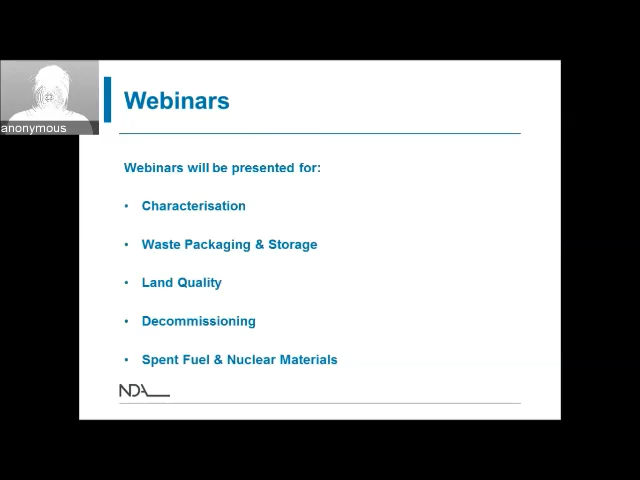 Webinars
anonymous
Webinars will be presented for:
• Characterisation
• Waste Packaging & Storage
• Land Quality
• Decommissioning
• Spent Fuel & Nuclear Materials
NDA